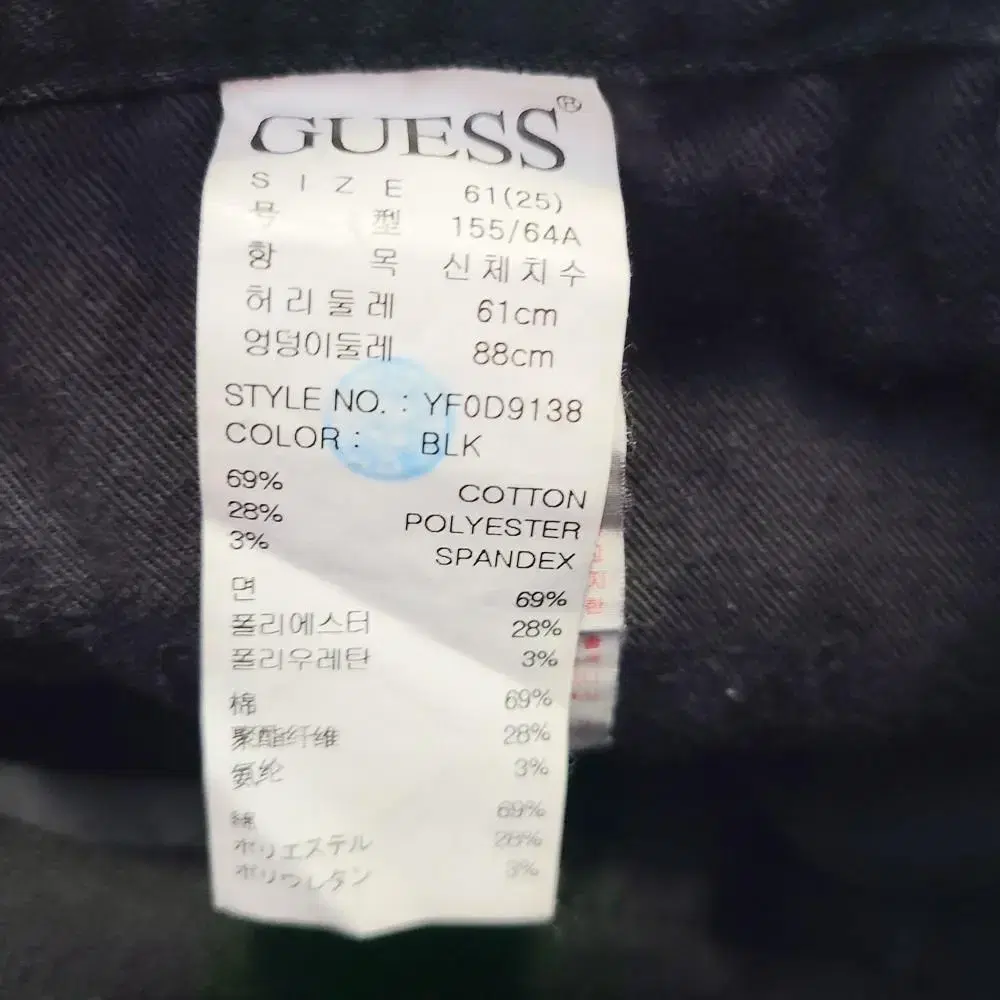 GUESS®
SIZE 61(25)
号型 155/64A
항목 신체치수
허리둘레 61cm
엉덩이둘레 88cm
STYLE NO. : YF0D9138
COLOR : BLK
69% COTTON
28% POLYESTER
3% SPANDEX
면 69%
폴리에스터 28%
폴리우레탄 3%
棉 69%
聚酯纤维 28%
氨纶 3%
綿 69%
ポリエステル 28%
ポリウレタン 3%